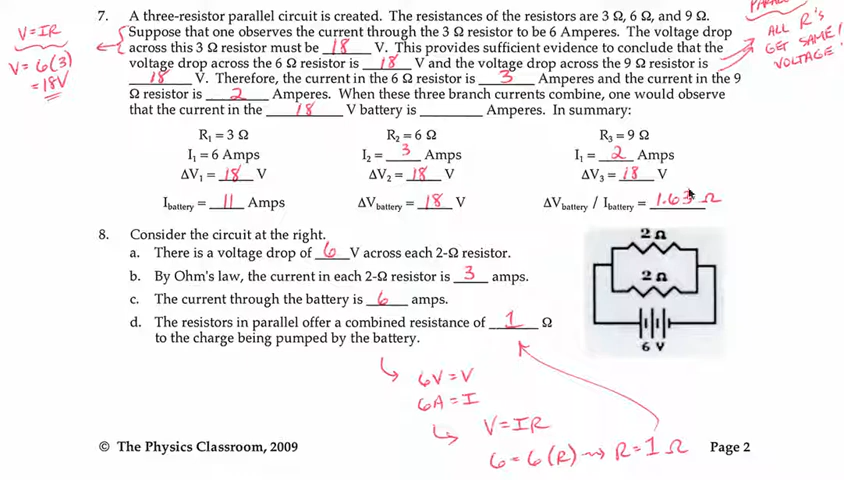 PARALLEL
ALL R'S
GET SAME!
VOLTAGE!
V=IR
V=6(3)
=18V
7. A three-resistor parallel circuit is created. The resistances of the resistors are 3 Ω, 6 Ω, and 9 Ω.
Suppose that one observes the current through the 3 Ω resistor to be 6 Amperes. The voltage drop
across this 3 Ω resistor must be 18 V. This provides sufficient evidence to conclude that the
voltage drop across the 6 Ω resistor is 18 V and the voltage drop across the 9 Ω resistor is
18 V. Therefore, the current in the 6 Ω resistor is 3 Amperes and the current in the 9
Ω resistor is 2 Amperes. When these three branch currents combine, one would observe
that the current in the 18 V battery is ________ Amperes. In summary:
R1 = 3 Ω R2 = 6 Ω R3 = 9 Ω
I1 = 6 Amps I2 = 3 Amps I1 = 2 Amps
ΔV1 = 18 V ΔV2 = 18 V ΔV3 = 18 V
Ibattery = 11 Amps ΔVbattery = 18 V ΔVbattery / Ibattery = 1.63 Ω
8. Consider the circuit at the right.
a. There is a voltage drop of 6 V across each 2-Ω resistor.
b. By Ohm's law, the current in each 2-Ω resistor is 3 amps.
c. The current through the battery is 6 amps.
d. The resistors in parallel offer a combined resistance of 1 Ω
to the charge being pumped by the battery.
2 Ω
2 Ω
6 V
6V = V
6A = I
V = IR
6 = 6(R) → R = 1 Ω
© The Physics Classroom, 2009 Page 2